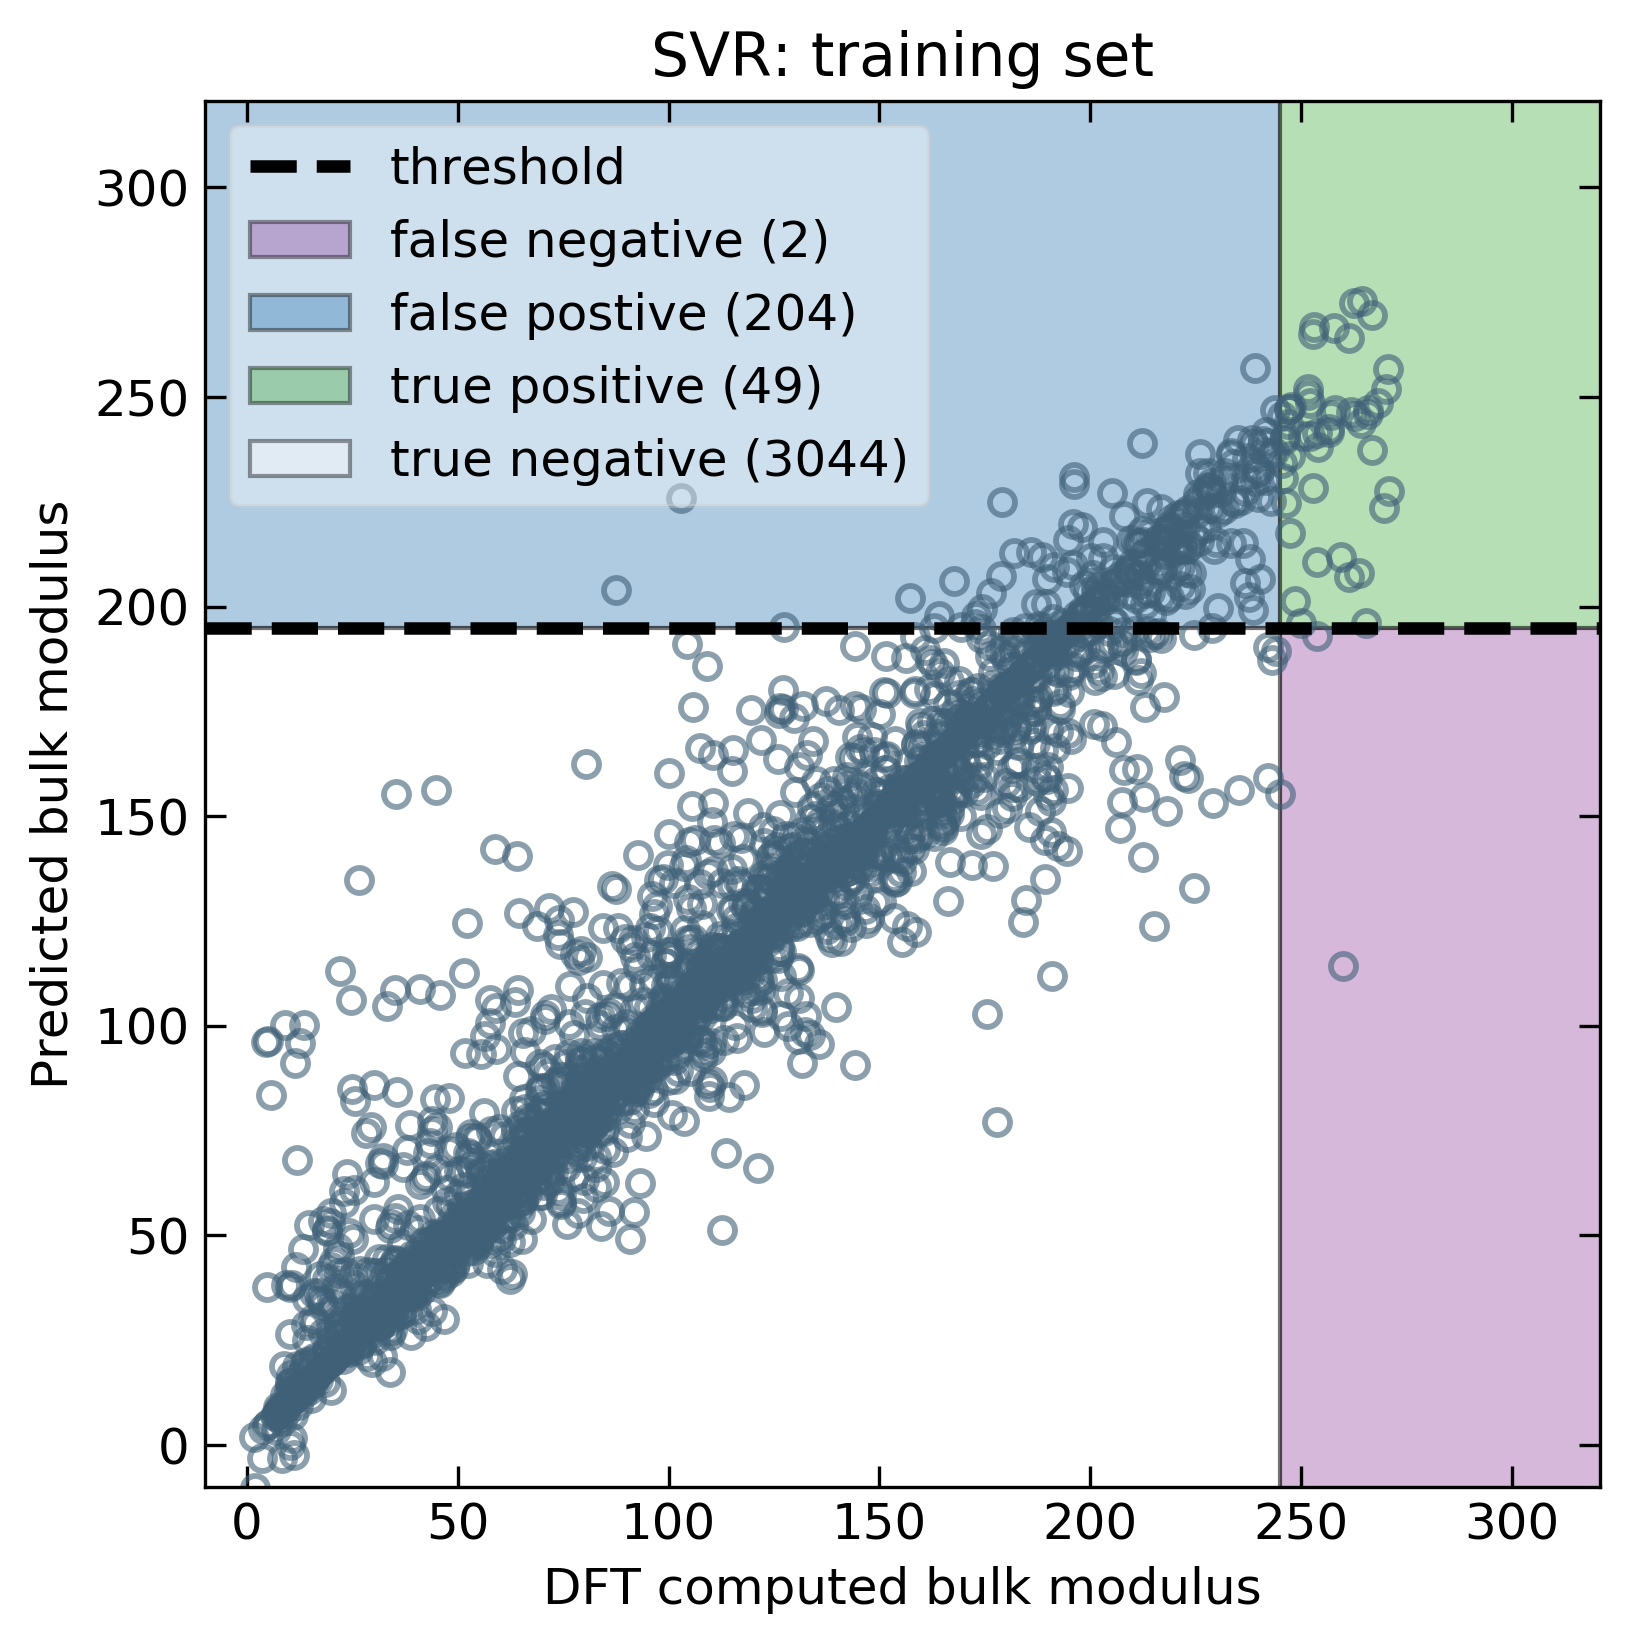 SVR: training set
threshold
false negative (2)
false postive (204)
true positive (49)
true negative (3044)
300
250
200
150
100
50
0
Predicted bulk modulus
0 50 100 150 200 250 300
DFT computed bulk modulus